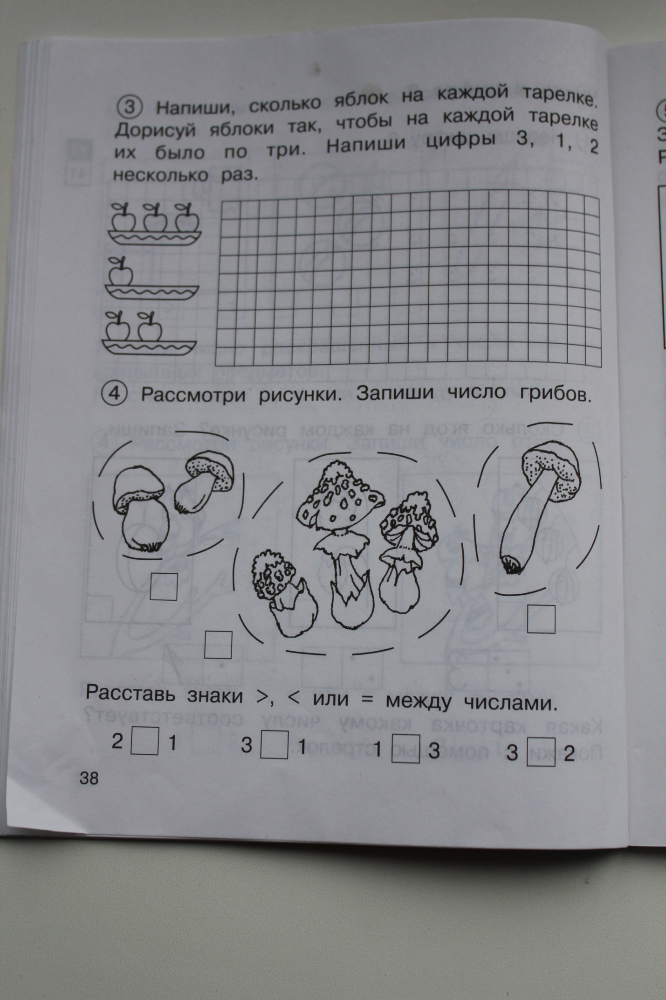 3 Напиши, сколько яблок на каждой тарелке.
Дорисуй яблоки так, чтобы на каждой тарелке
их было по три. Напиши цифры 3, 1, 2
несколько раз.
4 Рассмотри рисунки. Запиши число грибов.
Расставь знаки >, < или = между числами.
2 1 3 1 1 3 3 2
38